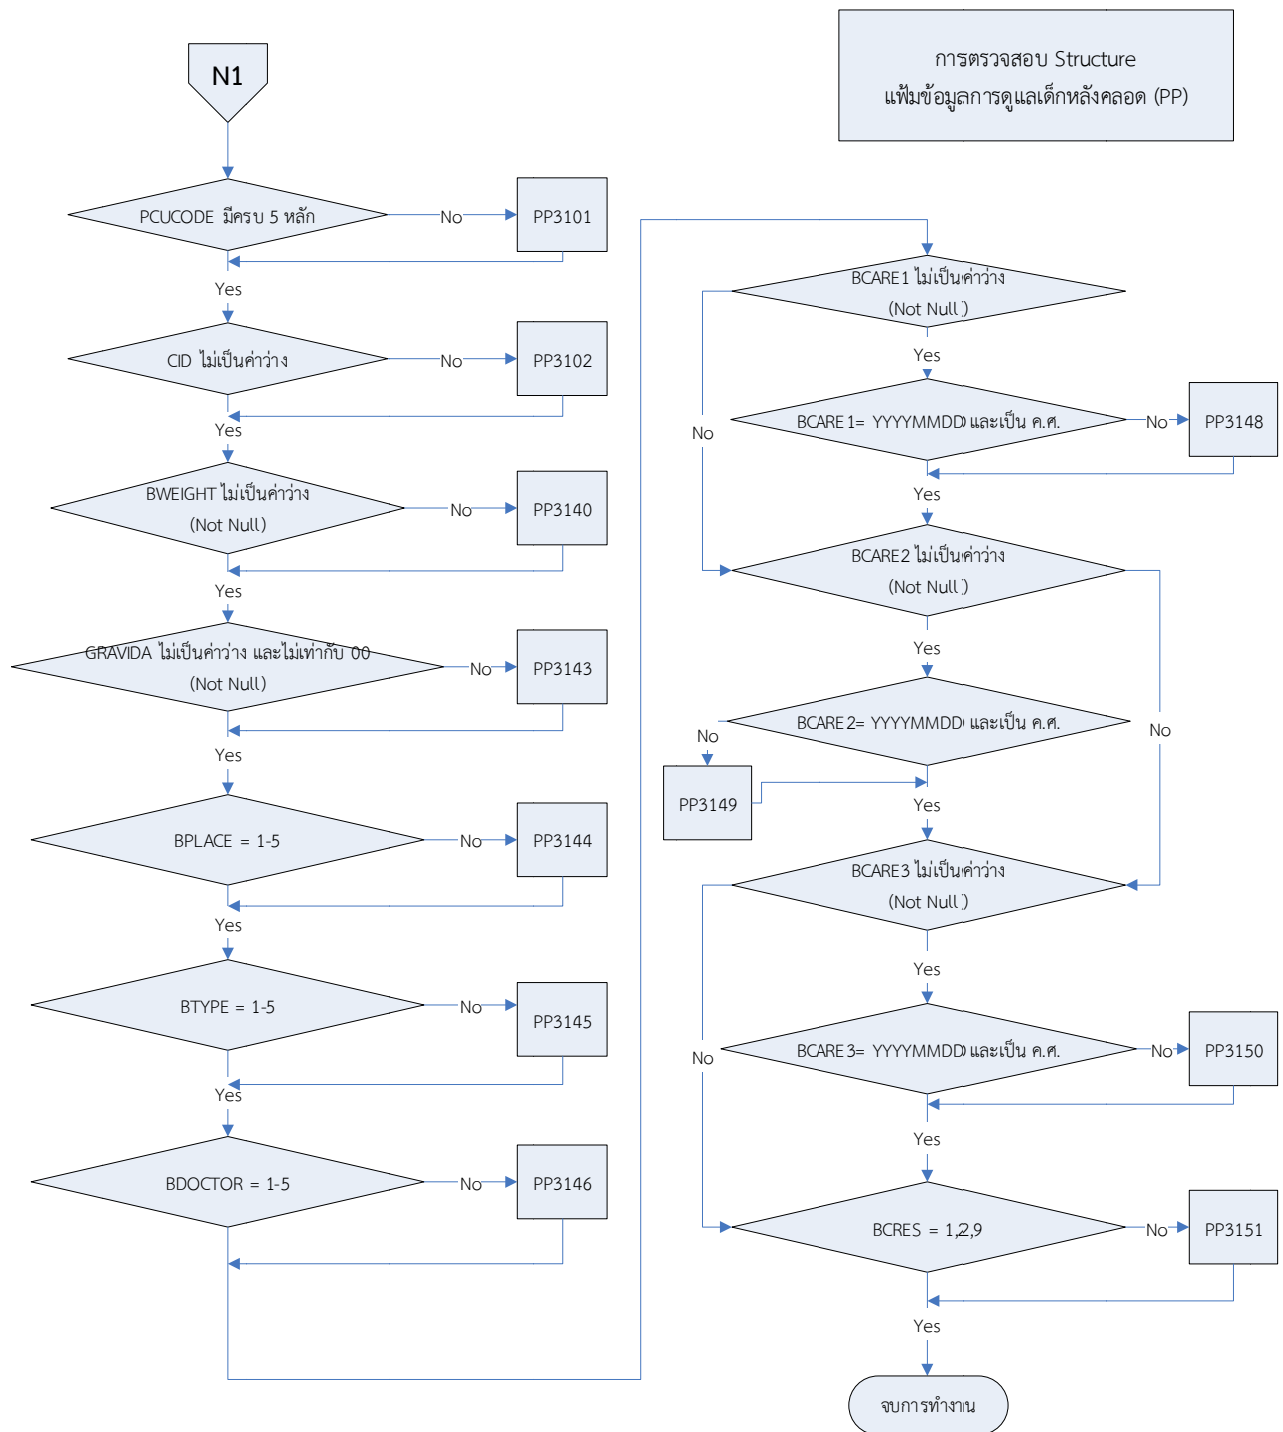 การตรวจสอบ Structure
แฟ้มข้อมูลการดูแลเด็กหลังคลอด (PP)
N1
PCUCODE มีครบ 5 หลัก
No
PP3101
Yes
CID ไม่เป็นค่าว่าง
No
PP3102
Yes
BWEIGHT ไม่เป็นค่าว่าง
(Not Null)
No
PP3140
Yes
GRAVIDA ไม่เป็นค่าว่าง และไม่เท่ากับ 00
(Not Null)
No
PP3143
Yes
BPLACE = 1-5
No
PP3144
Yes
BTYPE = 1-5
No
PP3145
Yes
BDOCTOR = 1-5
No
PP3146
BCARE1 ไม่เป็นค่าว่าง
(Not Null)
No
Yes
BCARE1= YYYYMMDD และเป็น ค.ศ.
No
PP3148
Yes
BCARE2 ไม่เป็นค่าว่าง
(Not Null)
No
Yes
BCARE2= YYYYMMDD และเป็น ค.ศ.
No
PP3149
Yes
BCARE3 ไม่เป็นค่าว่าง
(Not Null)
No
Yes
BCARE3= YYYYMMDD และเป็น ค.ศ.
No
PP3150
Yes
BCRES = 1,2,9
No
PP3151
Yes
จบการทำงาน